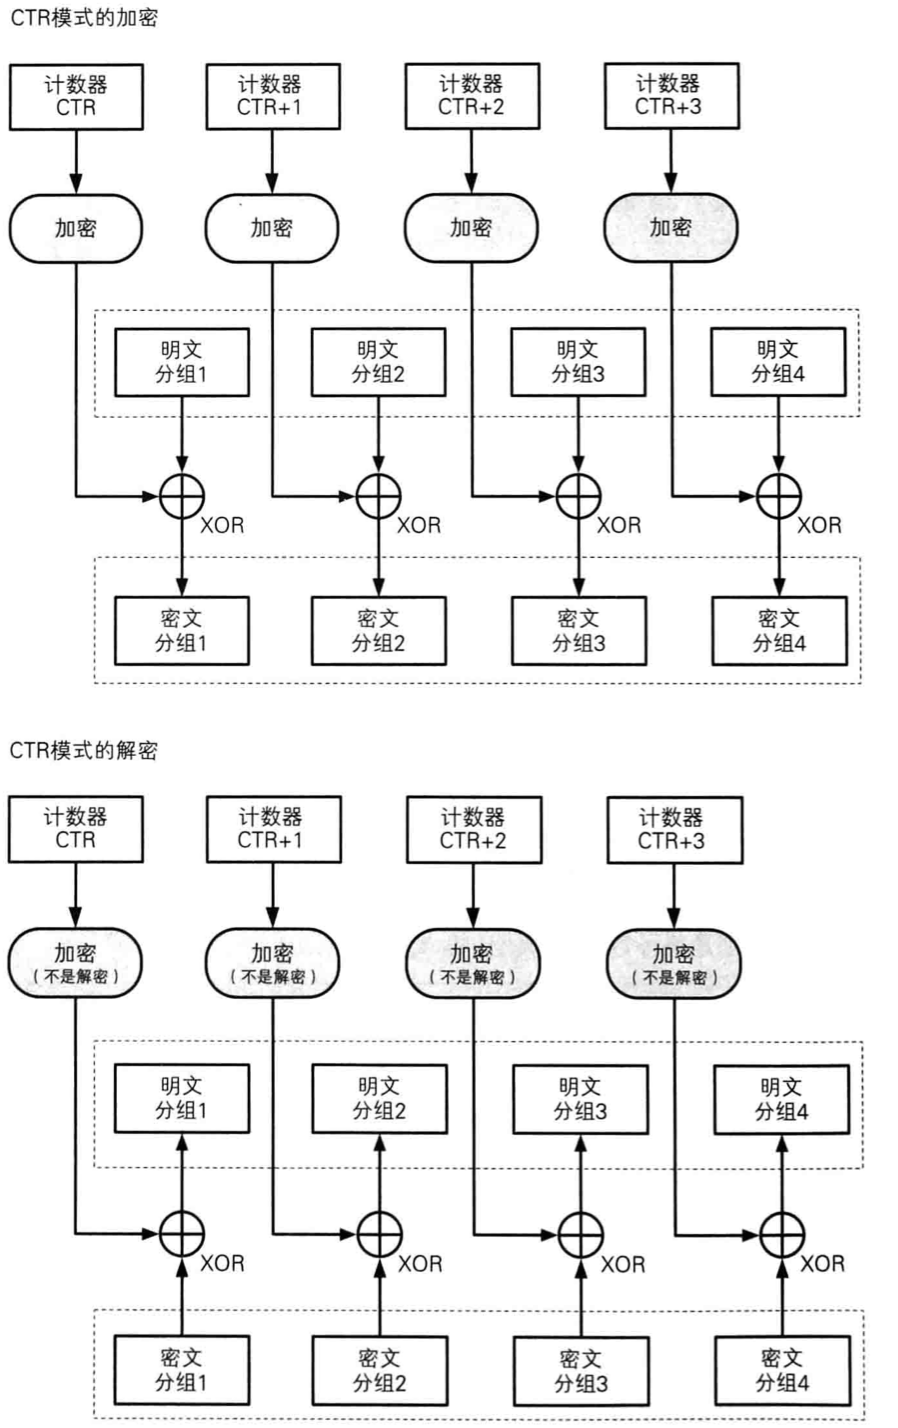 CTR模式的加密
计数器
CTR
计数器
CTR+1
计数器
CTR+2
计数器
CTR+3
加密
加密
加密
加密
明文
分组1
明文
分组2
明文
分组3
明文
分组4
XOR
XOR
XOR
XOR
密文
分组1
密文
分组2
密文
分组3
密文
分组4
CTR模式的解密
计数器
CTR
计数器
CTR+1
计数器
CTR+2
计数器
CTR+3
加密
(不是解密)
加密
(不是解密)
加密
(不是解密)
加密
(不是解密)
明文
分组1
明文
分组2
明文
分组3
明文
分组4
XOR
XOR
XOR
XOR
密文
分组1
密文
分组2
密文
分组3
密文
分组4